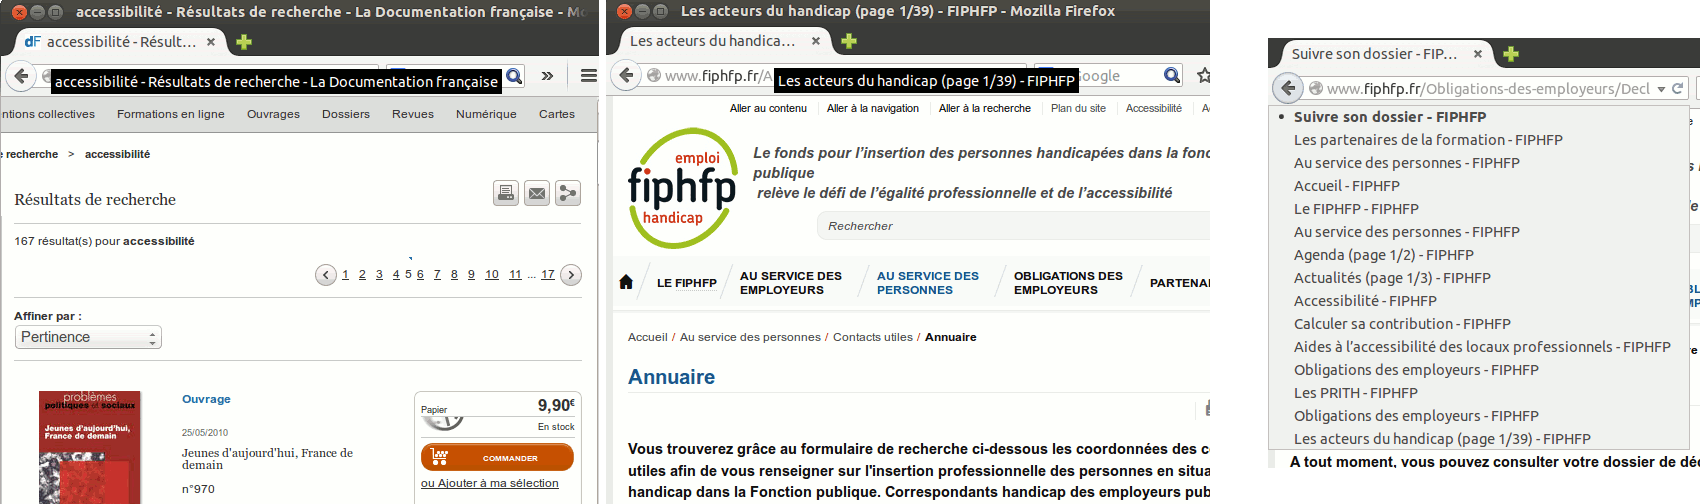 accessibilité - Résultats de recherche - La Documentation française - Mo
accessibilité - Résult...
accessibilité - Résultats de recherche - La Documentation française
ntions collectives Formations en ligne Ouvrages Dossiers Revues Numérique Cartes
e recherche > accessibilité
Résultats de recherche
167 résultat(s) pour accessibilité
1 2 3 4 5 6 7 8 9 10 11 ... 17
Affiner par :
Pertinence
problèmes
politiques et sociaux
Jeunes d'aujourd'hui,
France de demain
Ouvrage
25/05/2010
Jeunes d'aujourd'hui, France de
demain
n°970
Papier 9,90€
En stock
COMMANDER
ou Ajouter à ma sélection
Les acteurs du handicap (page 1/39) - FIPHFP - Mozilla Firefox
Les acteurs du handica...
www.fiphfp.fr/A
Google
Les acteurs du handicap (page 1/39) - FIPHFP
Aller au contenu Aller à la navigation Aller à la recherche Plan du site Accessibilité A
emploi
fiphfp
handicap
Le fonds pour l'insertion des personnes handicapées dans la fonc
publique
relève le défi de l'égalité professionnelle et de l'accessibilité
Rechercher
LE FIPHFP
AU SERVICE DES
EMPLOYEURS
AU SERVICE DES
PERSONNES
OBLIGATIONS DES
EMPLOYEURS
PARTENAI
Accueil / Au service des personnes / Contacts utiles / Annuaire
Annuaire
Vous trouverez grâce au formulaire de recherche ci-dessous les coordonnées des c
utiles afin de vous renseigner sur l'insertion professionnelle des personnes en situa
handicap dans la Fonction publique. Correspondants handicap des employeurs pub
Suivre son dossier - FIP...
www.fiphfp.fr/Obligations-des-employeurs/Decl
• Suivre son dossier - FIPHFP
Les partenaires de la formation - FIPHFP
Au service des personnes - FIPHFP
Accueil - FIPHFP
Le FIPHFP - FIPHFP
Au service des personnes - FIPHFP
Agenda (page 1/2) - FIPHFP
Actualités (page 1/3) - FIPHFP
Accessibilité - FIPHFP
Calculer sa contribution - FIPHFP
Aides à l'accessibilité des locaux professionnels - FIPHFP
Obligations des employeurs - FIPHFP
Les PRITH - FIPHFP
Obligations des employeurs - FIPHFP
Les acteurs du handicap (page 1/39) - FIPHFP
A tout moment, vous pouvez consulter votre dossier de déc